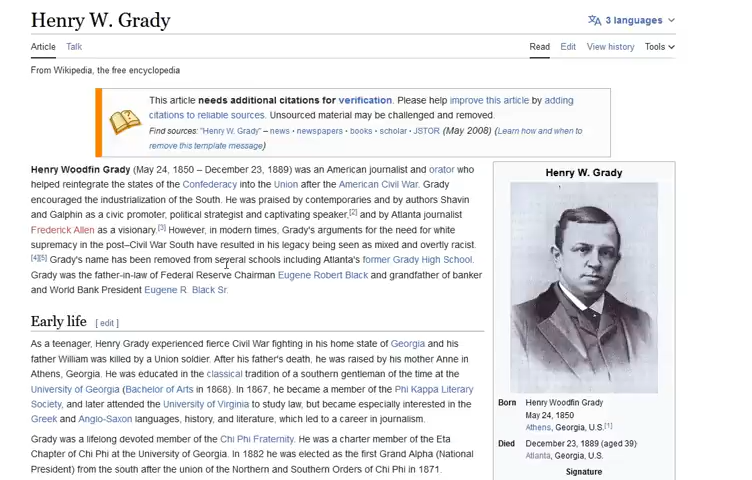 Henry W. Grady
3 languages
Article Talk
Read Edit View history Tools
From Wikipedia, the free encyclopedia
This article needs additional citations for verification. Please help improve this article by adding
citations to reliable sources. Unsourced material may be challenged and removed.
Find sources: "Henry W. Grady" – news · newspapers · books · scholar · JSTOR (May 2008) (Learn how and when to
remove this template message)
Henry Woodfin Grady (May 24, 1850 – December 23, 1889) was an American journalist and orator who
helped reintegrate the states of the Confederacy into the Union after the American Civil War. Grady
encouraged the industrialization of the South. He was praised by contemporaries and by authors Shavin
and Galphin as a civic promoter, political strategist and captivating speaker,[2] and by Atlanta journalist
Frederick Allen as a visionary.[3] However, in modern times, Grady's arguments for the need for white
supremacy in the post–Civil War South have resulted in his legacy being seen as mixed and overtly racist.
[4][5] Grady's name has been removed from several schools including Atlanta's former Grady High School.
Grady was the father-in-law of Federal Reserve Chairman Eugene Robert Black and grandfather of banker
and World Bank President Eugene R. Black Sr.
Early life [ edit ]
As a teenager, Henry Grady experienced fierce Civil War fighting in his home state of Georgia and his
father William was killed by a Union soldier. After his father's death, he was raised by his mother Anne in
Athens, Georgia. He was educated in the classical tradition of a southern gentleman of the time at the
University of Georgia (Bachelor of Arts in 1868). In 1867, he became a member of the Phi Kappa Literary
Society, and later attended the University of Virginia to study law, but became especially interested in the
Greek and Anglo-Saxon languages, history, and literature, which led to a career in journalism.
Grady was a lifelong devoted member of the Chi Phi Fraternity. He was a charter member of the Eta
Chapter of Chi Phi at the University of Georgia. In 1882 he was elected as the first Grand Alpha (National
President) from the south after the union of the Northern and Southern Orders of Chi Phi in 1871.
Henry W. Grady
Born Henry Woodfin Grady
May 24, 1850
Athens, Georgia, U.S.[1]
Died December 23, 1889 (aged 39)
Atlanta, Georgia, U.S.
Signature